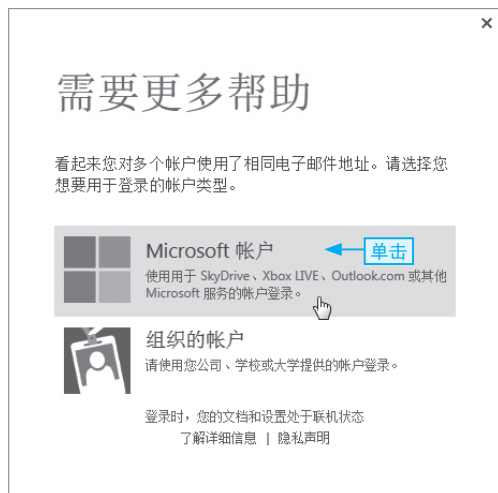 ×
需要更多帮助
看起来您对多个帐户使用了相同电子邮件地址。请选择您
想要用于登录的帐户类型。
Microsoft 帐户
单击
使用用于 SkyDrive、Xbox LIVE、Outlook.com 或其他
Microsoft 服务的帐户登录。
组织的帐户
请使用您公司、学校或大学提供的帐户登录。
登录时，您的文档和设置处于联机状态
了解详细信息 | 隐私声明